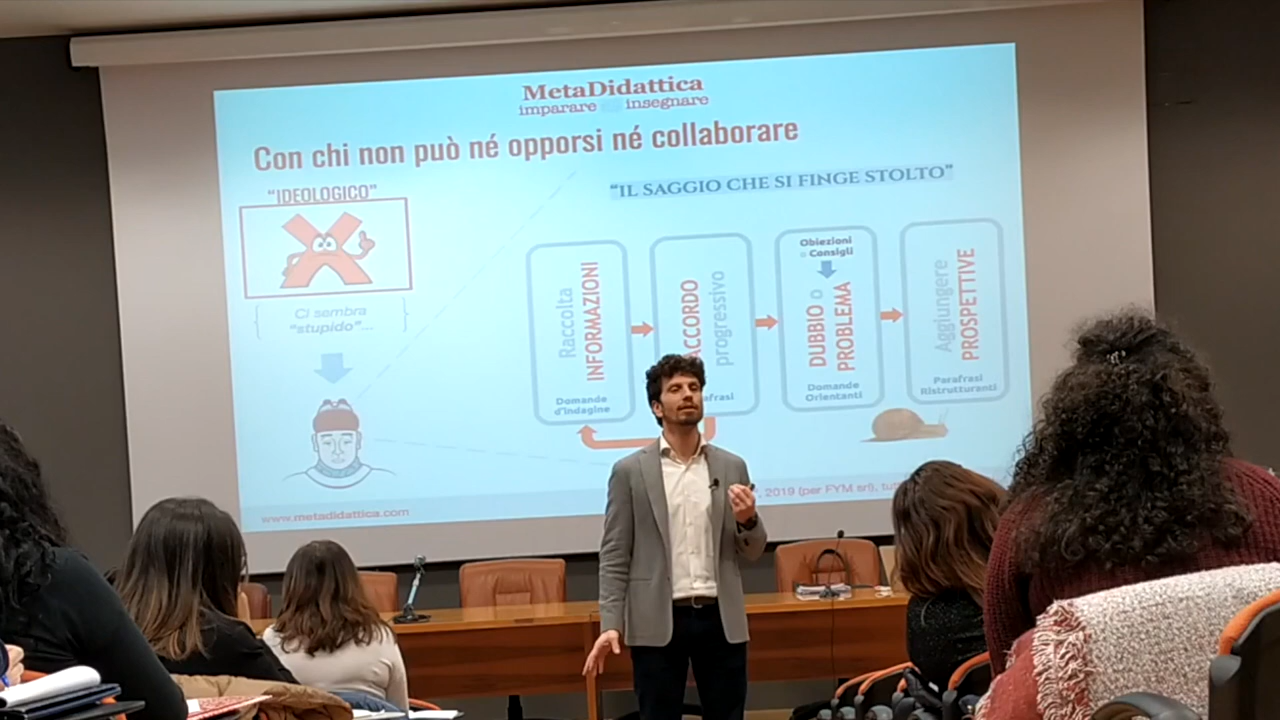 MetaDidattica
imparare insegnare
Con chi non può né opporsi né collaborare
"IDEOLOGICO"
Ci sembra
"stupido"...
"IL SAGGIO CHE SI FINGE STOLTO"
Raccolta
INFORMAZIONI
Domande
d'indagine
ACCORDO
progressivo
Obiezioni
o Consigli
DUBBIO o
PROBLEMA
Domande
Orientanti
Aggiungere
PROSPETTIVE
Parafrasi
Ristrutturanti
www.metadidattica.com
, 2019 (per FYM srl),